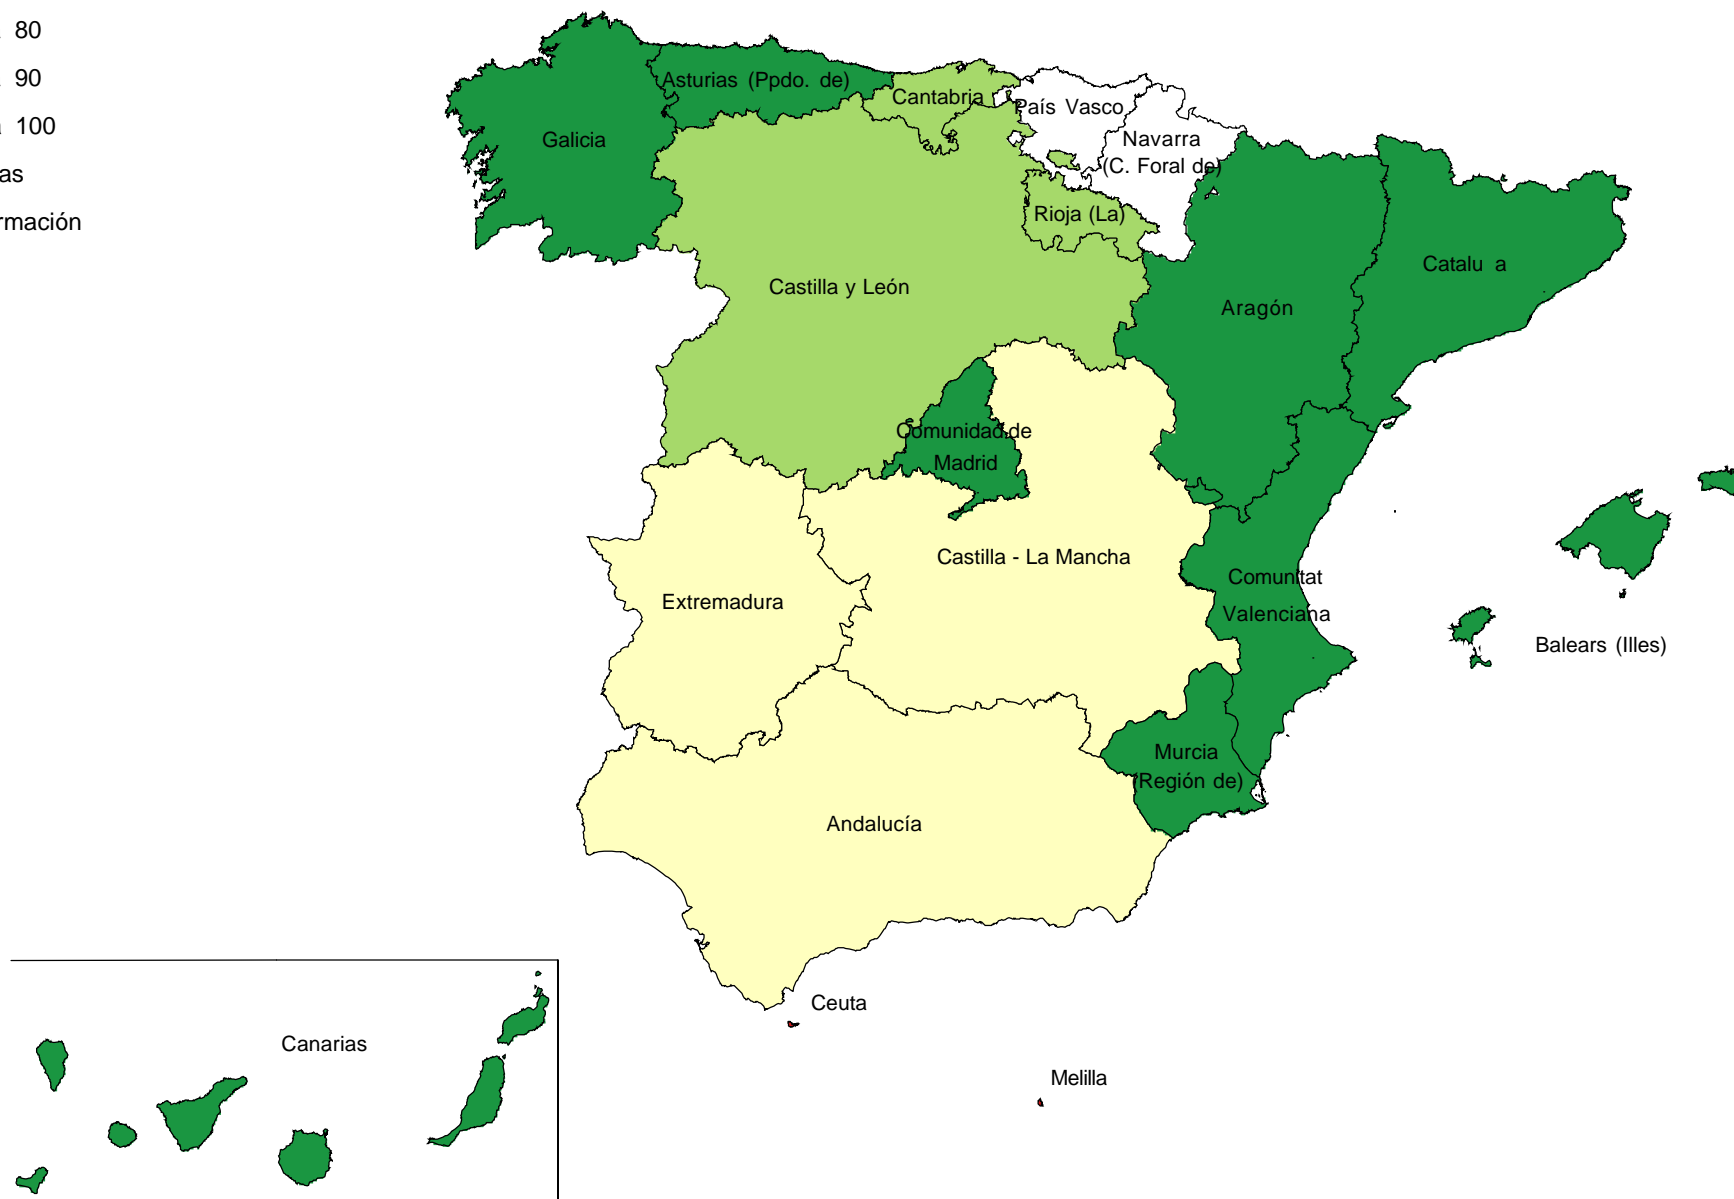 80
90
100
as
rmación
Asturias (Ppdo. de)
Cantabria
País Vasco
Galicia
Navarra
(C. Foral de)
Rioja (La)
Castilla y León
Catalu a
Aragón
Comunidad de
Madrid
Castilla - La Mancha
Extremadura
Comunitat
Valenciana
Balears (Illes)
Murcia
(Región de)
Andalucía
Ceuta
Canarias
Melilla